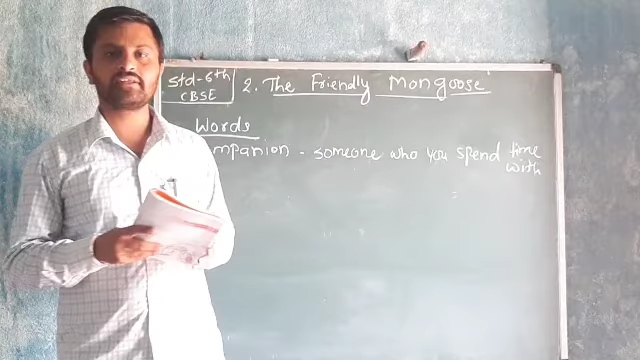 Std-6th
CBSE
2. The Friendly Mongoose
Words
mpanion - someone who you spend time
with